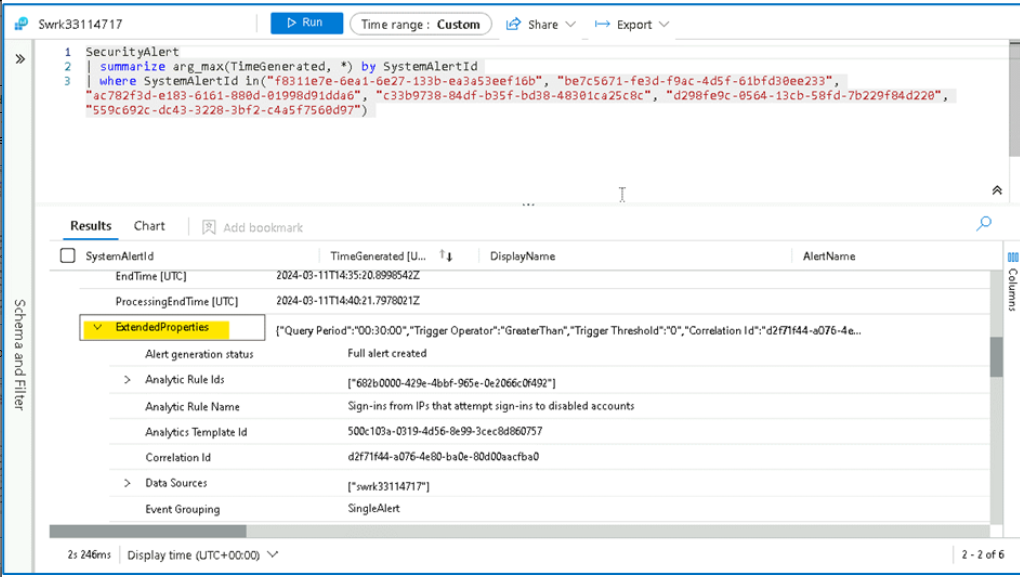 Swrk33114717
Run
Time range : Custom
Share
Export
1 SecurityAlert
2 | summarize arg_max(TimeGenerated, *) by SystemAlertId
3 | where SystemAlertId in("f8311e7e-6ea1-6e27-133b-ea3a53eef16b", "be7c5671-fe3d-f9ac-4d5f-61bfd30ee233",
"ac782f3d-e183-6161-880d-01998d91dda6", "c33b9738-84df-b35f-bd38-48301ca25c8c", "d298fe9c-0564-13cb-58fd-7b229f84d220",
"559c692c-dc43-3228-3bf2-c4a5f7560d97")
Results Chart Add bookmark
SystemAlertId TimeGenerated [U... DisplayName AlertName
EndTime [UTC] 2024-03-11T14:35:20.8998542Z
ProcessingEndTime [UTC] 2024-03-11T14:40:21.7978021Z
ExtendedProperties {"Query Period":"00:30:00","Trigger Operator":"GreaterThan","Trigger Threshold":"0","Correlation Id":"d2f71f44-a076-4e...
Alert generation status Full alert created
Analytic Rule Ids ["682b0000-429e-4bbf-965e-0e2066c0f492"]
Analytic Rule Name Sign-ins from IPs that attempt sign-ins to disabled accounts
Analytics Template Id 500c103a-0319-4d56-8e99-3cec8d860757
Correlation Id d2f71f44-a076-4e80-ba0e-80d00aacfba0
Data Sources ["swrk33114717"]
Event Grouping SingleAlert
Schema and Filter
Columns
2s 246ms Display time (UTC+00:00) 2 - 2 of 6